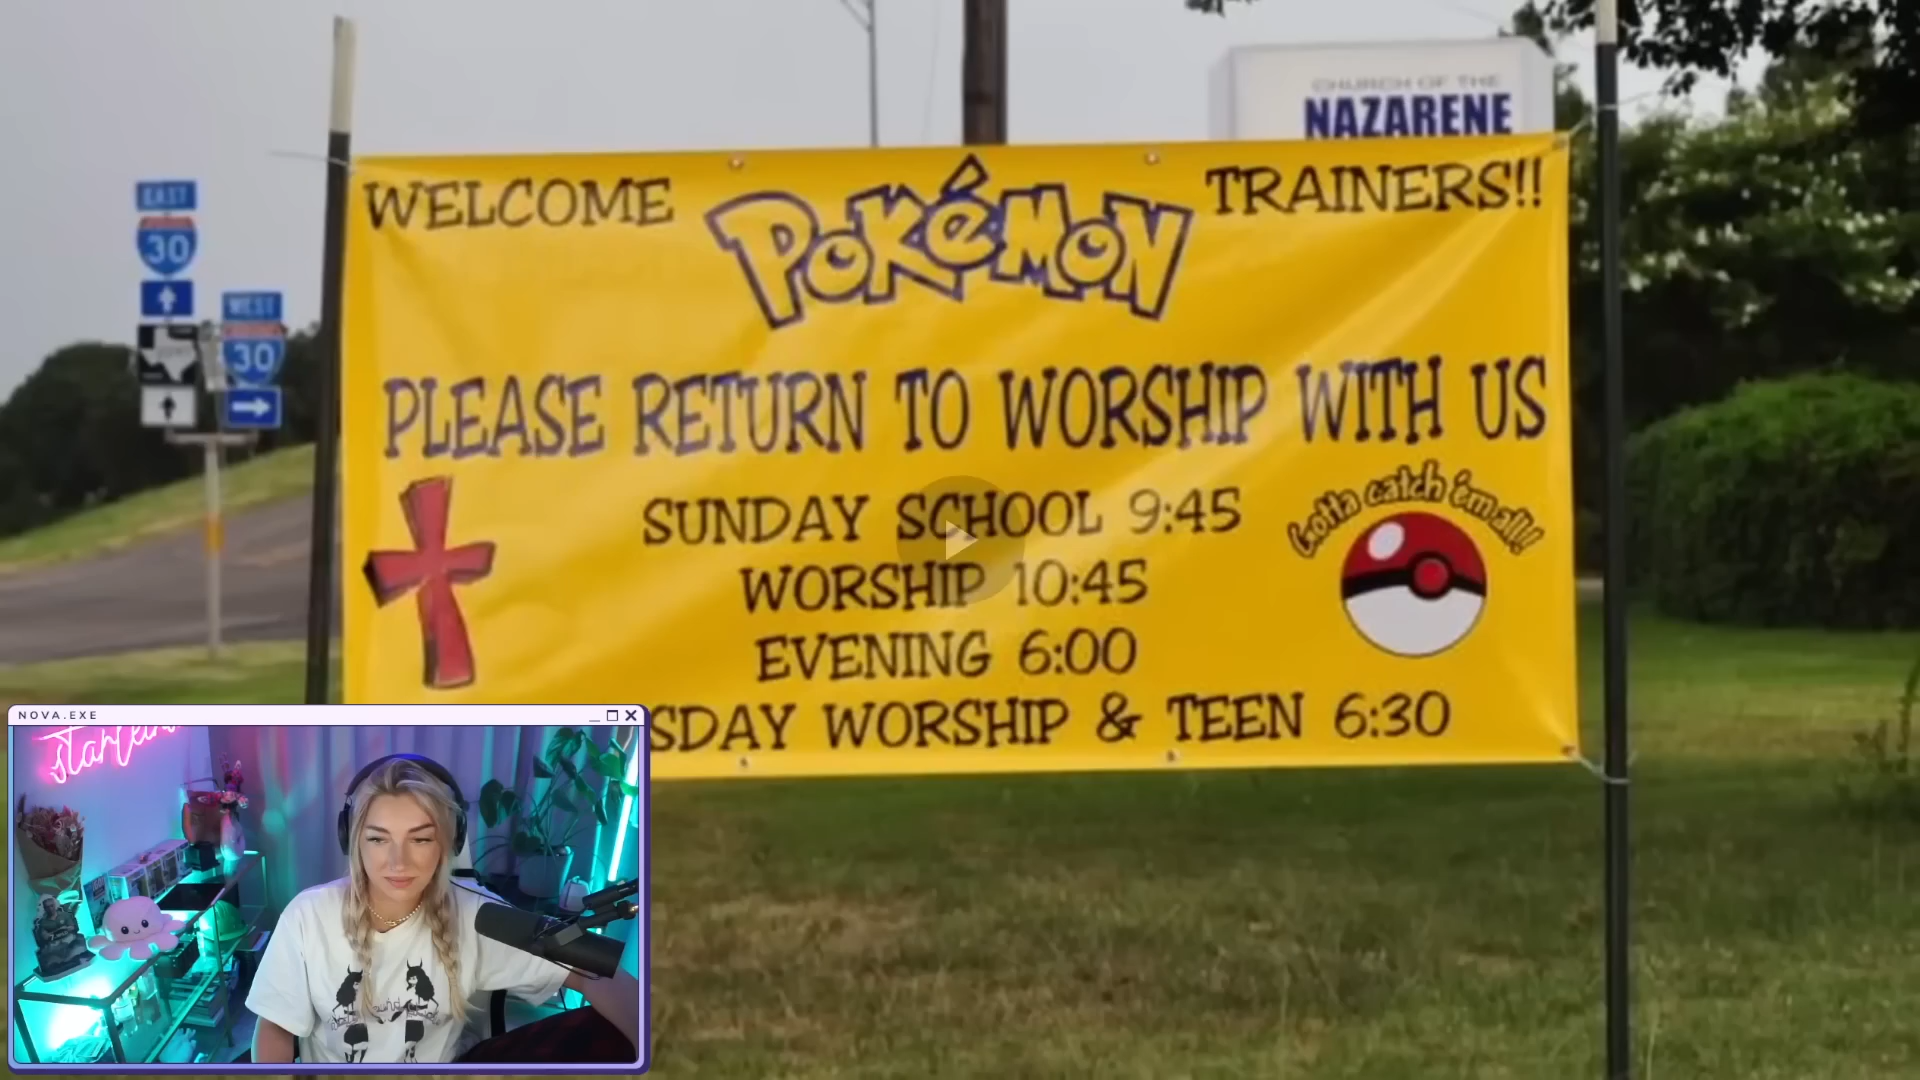 CHURCH OF THE
NAZARENE
WELCOME POKéMON TRAINERS!!
EAST
30
WEST
30
PLEASE RETURN TO WORSHIP WITH US
SUNDAY SCHOOL 9:45
Gotta catch 'em all!
WORSHIP 10:45
EVENING 6:00
SDAY WORSHIP & TEEN 6:30
NOVA.EXE